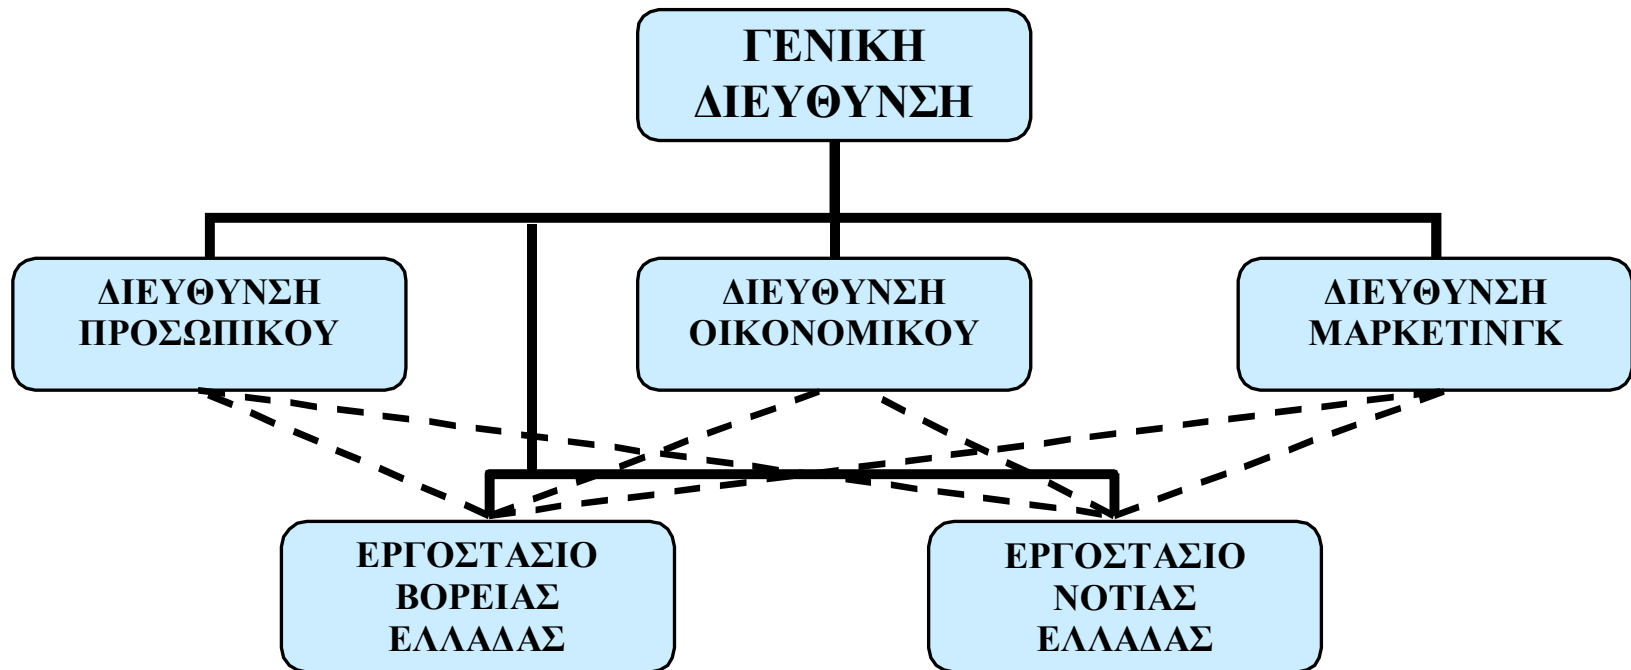 ΓΕΝΙΚΗ
ΔΙΕΥΘΥΝΣΗ
ΔΙΕΥΘΥΝΣΗ
ΠΡΟΣΩΠΙΚΟΥ
ΔΙΕΥΘΥΝΣΗ
ΟΙΚΟΝΟΜΙΚΟΥ
ΔΙΕΥΘΥΝΣΗ
ΜΑΡΚΕΤΙΝΓΚ
ΕΡΓΟΣΤΑΣΙΟ
ΒΟΡΕΙΑΣ
ΕΛΛΑΔΑΣ
ΕΡΓΟΣΤΑΣΙΟ
ΝΟΤΙΑΣ
ΕΛΛΑΔΑΣ